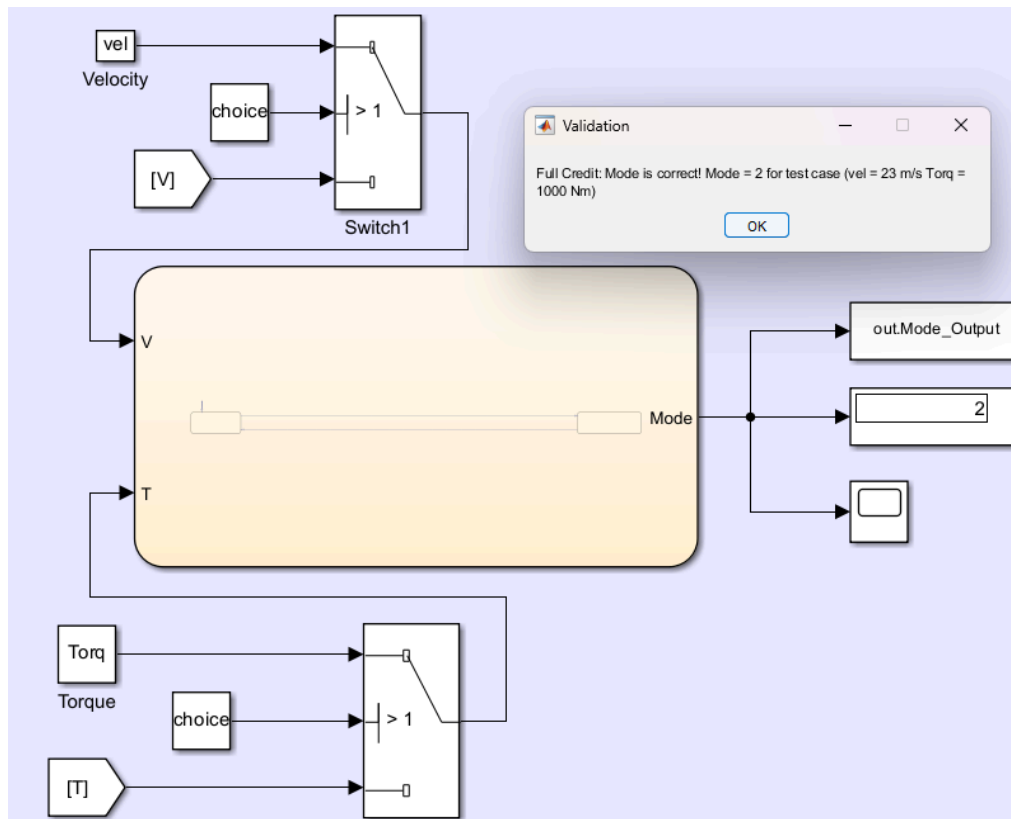 vel
Velocity
choice
> 1
[V]
Switch1
Validation
Full Credit: Mode is correct! Mode = 2 for test case (vel = 23 m/s Torq =
1000 Nm)
OK
V
T
Mode
out.Mode_Output
2
Torq
Torque
choice
> 1
[T]